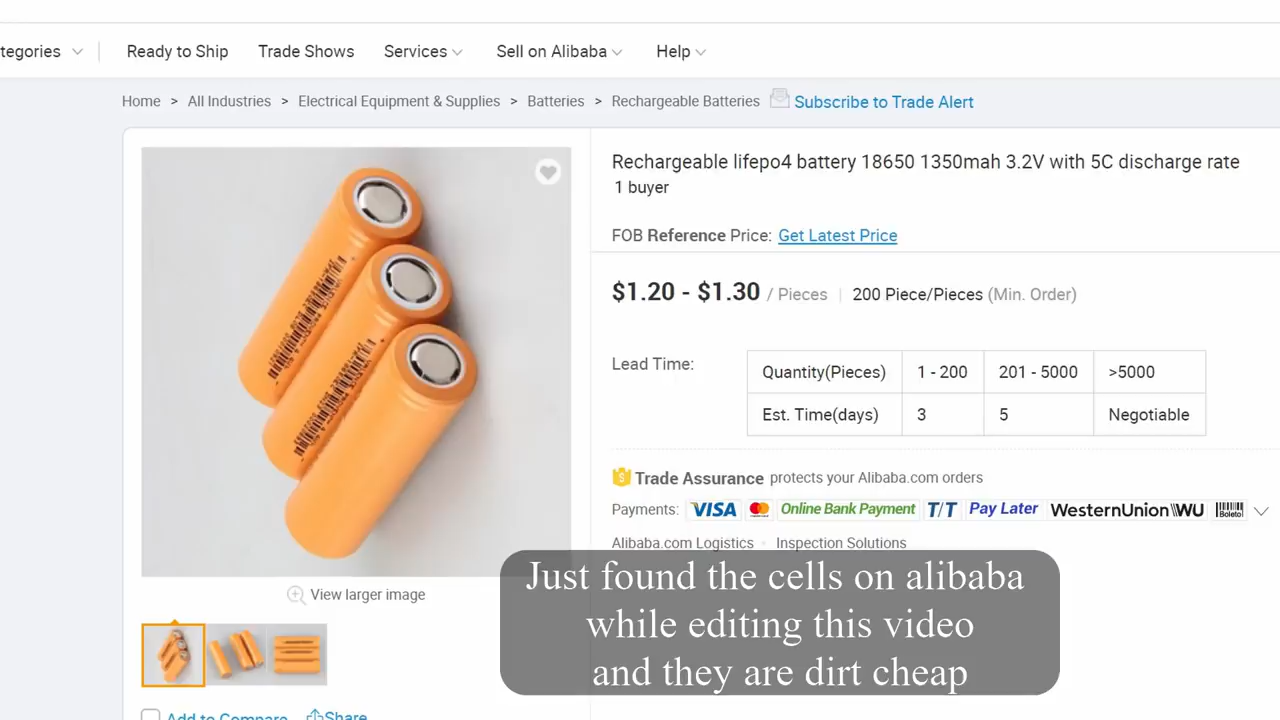 tegories
Ready to Ship
Trade Shows
Services
Sell on Alibaba
Help
Home > All Industries > Electrical Equipment & Supplies > Batteries > Rechargeable Batteries
Subscribe to Trade Alert
Rechargeable lifepo4 battery 18650 1350mah 3.2V with 5C discharge rate
1 buyer
FOB Reference Price: Get Latest Price
$1.20 - $1.30 / Pieces | 200 Piece/Pieces (Min. Order)
Lead Time:
Quantity(Pieces) 1 - 200 201 - 5000 >5000
Est. Time(days) 3 5 Negotiable
Trade Assurance protects your Alibaba.com orders
Payments: VISA Online Bank Payment T/T Pay Later WesternUnion WU Boleto
Alibaba.com Logistics Inspection Solutions
View larger image
Just found the cells on alibaba
while editing this video
and they are dirt cheap
Add to Compare Share